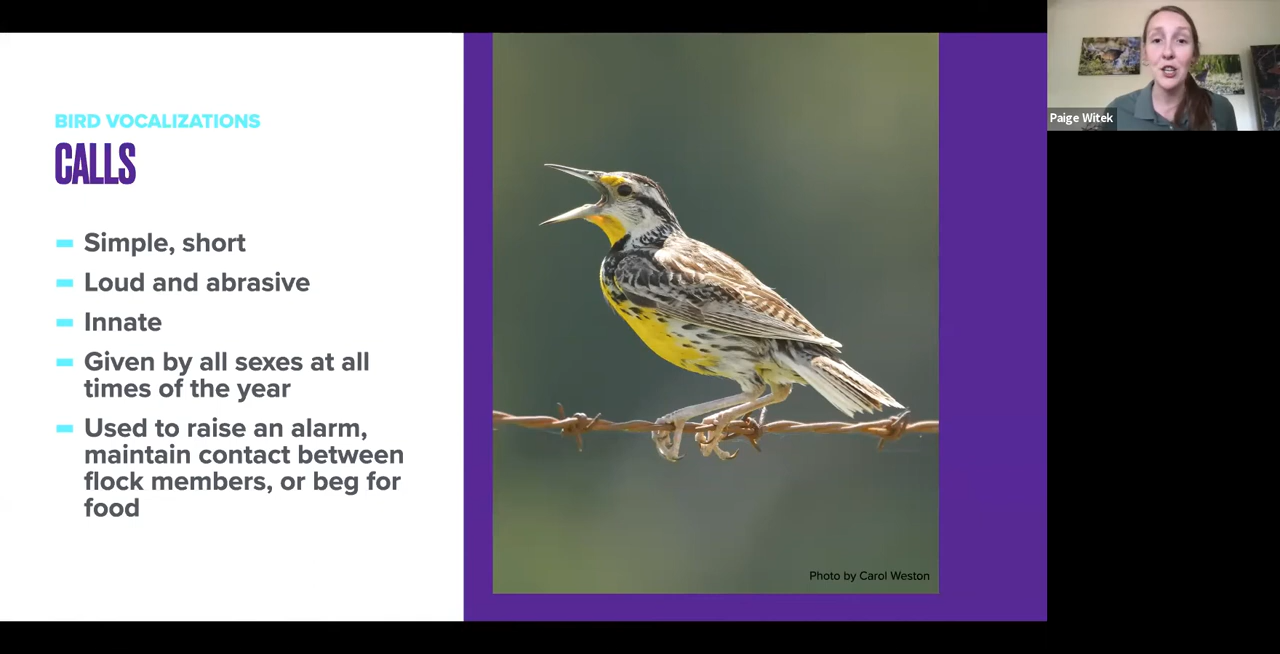 BIRD VOCALIZATIONS
CALLS
Simple, short
Loud and abrasive
Innate
Given by all sexes at all
times of the year
Used to raise an alarm,
maintain contact between
flock members, or beg for
food
Photo by Carol Weston
Paige Witek